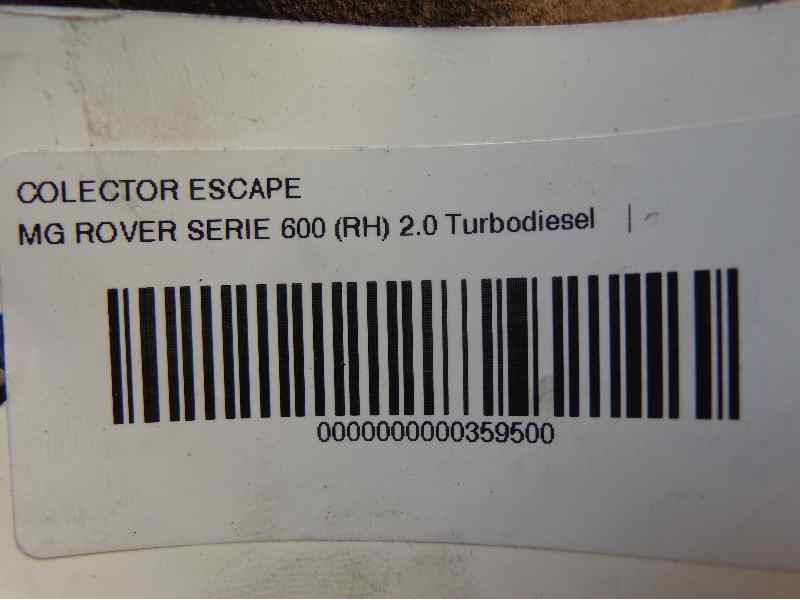 COLECTOR ESCAPE
MG ROVER SERIE 600 (RH) 2.0 Turbodiesel |
0000000000359500